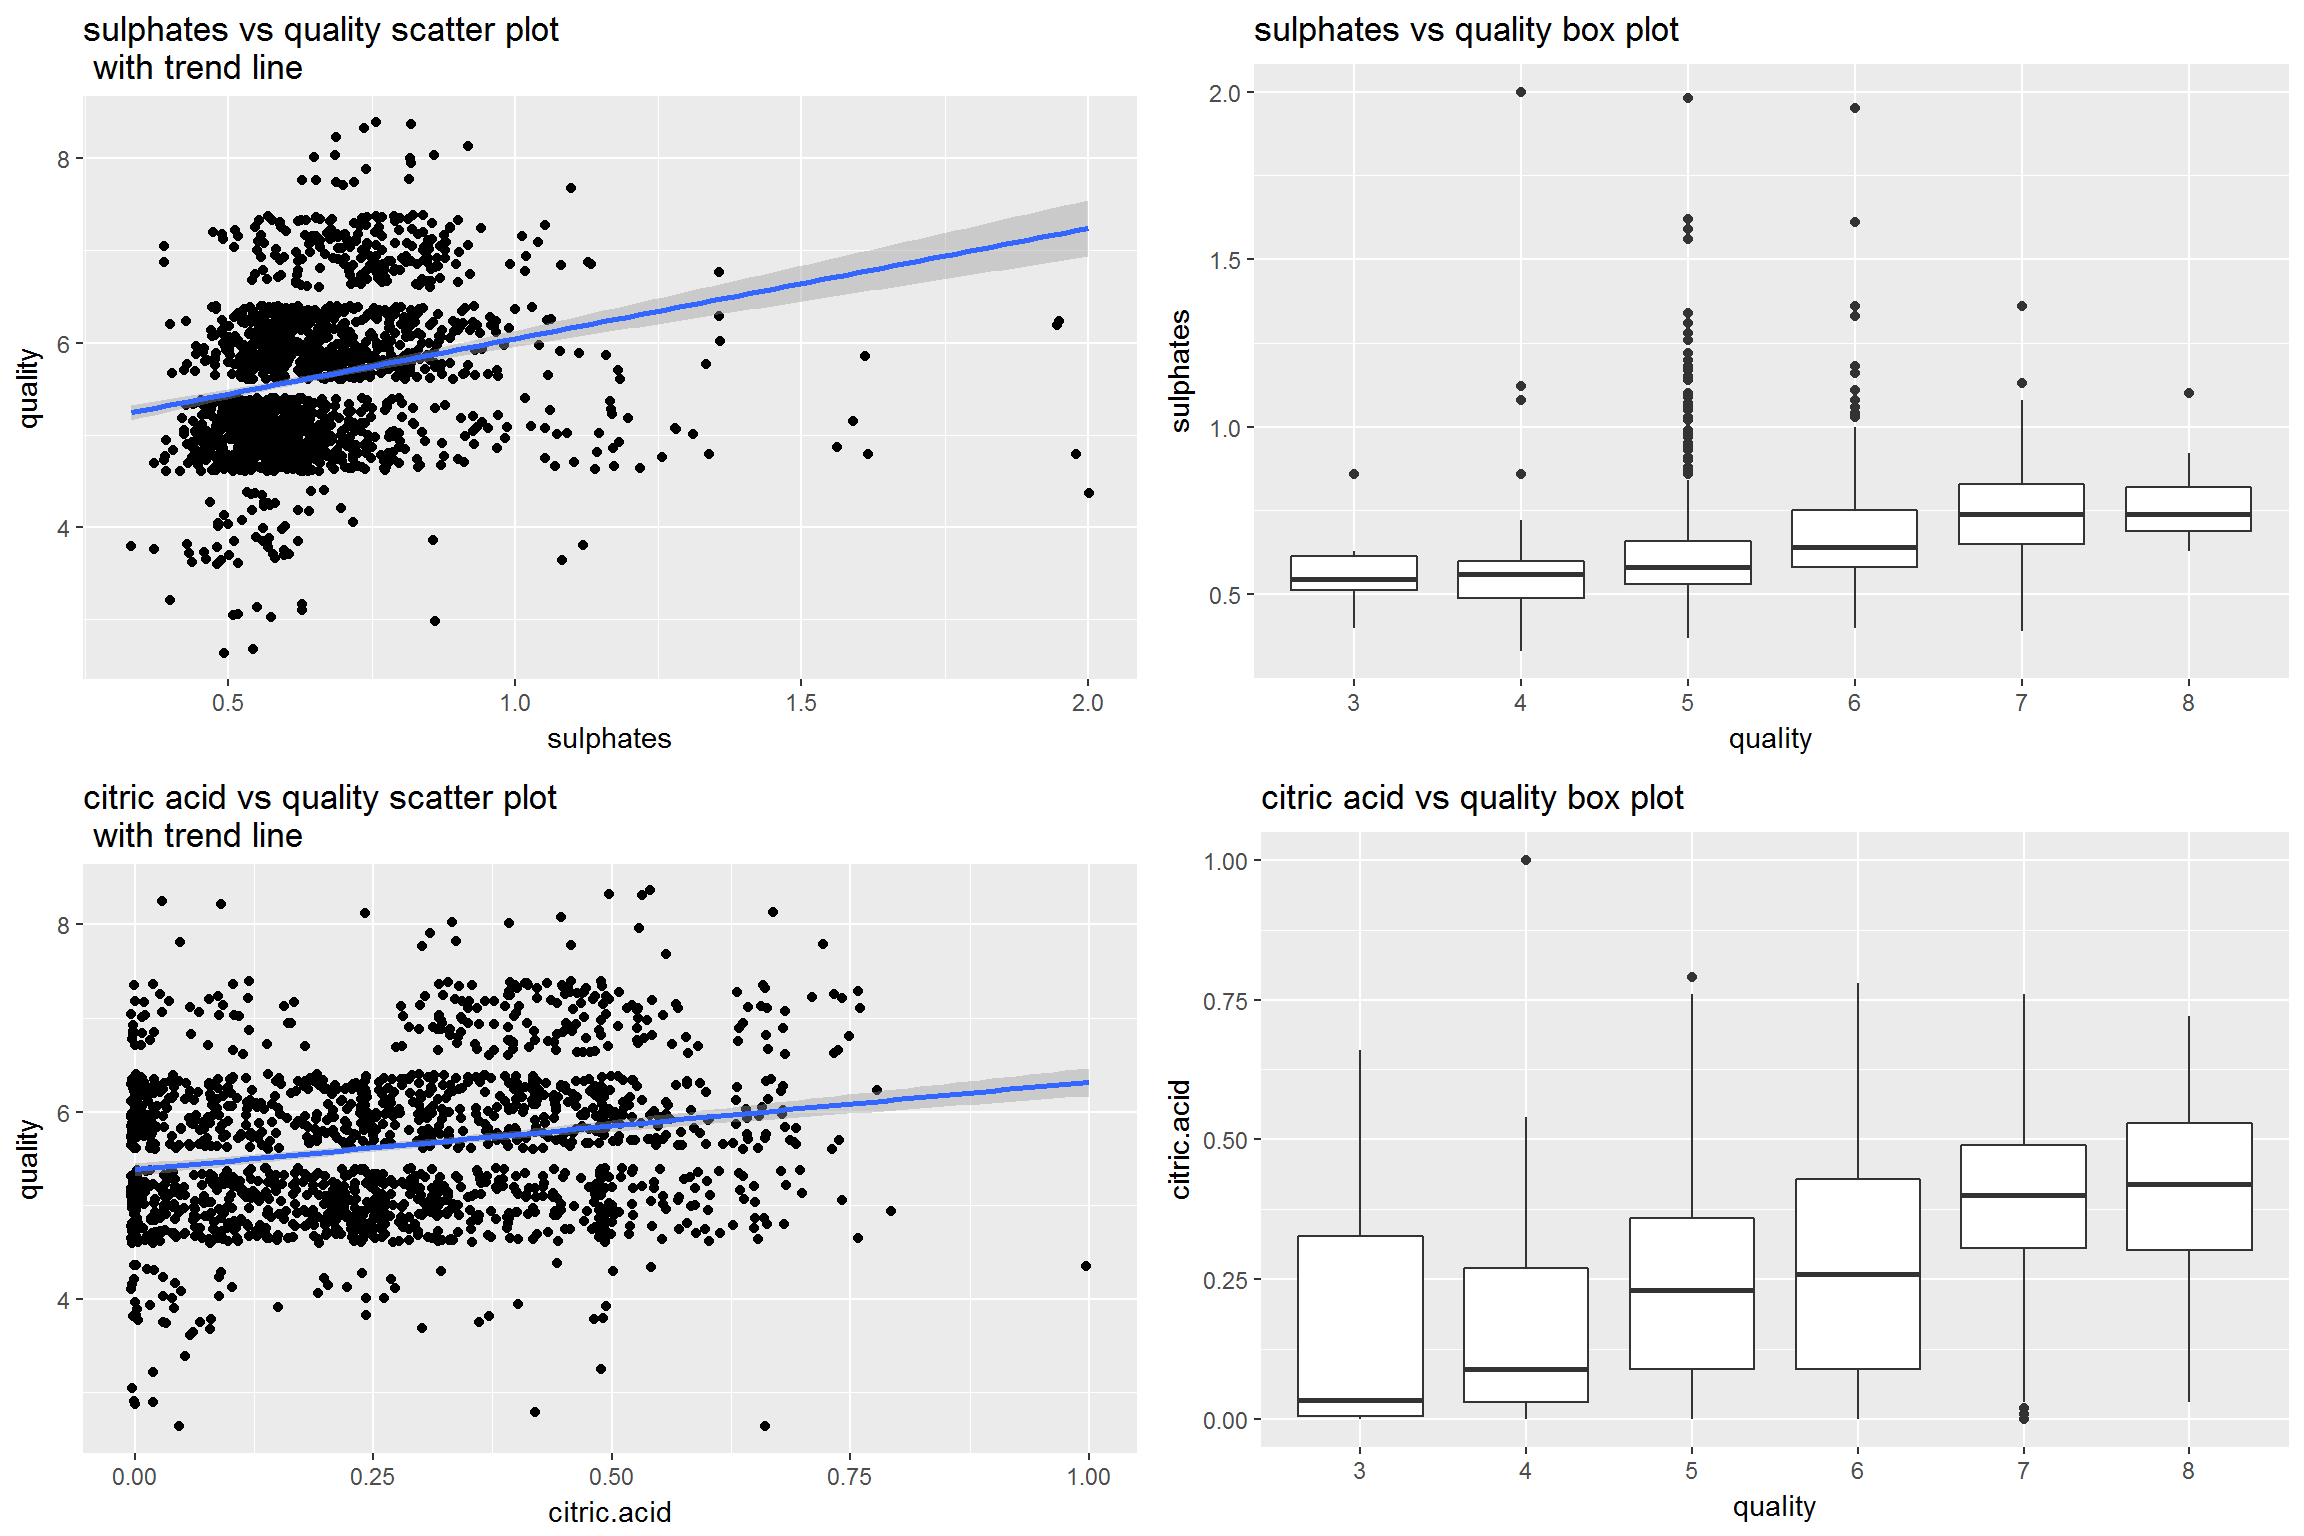 sulphates vs quality scatter plot
with trend line
8
6
4
quality
0.5
1.0
1.5
2.0
sulphates
sulphates vs quality box plot
2.0
1.5
1.0
0.5
sulphates
3
4
5
6
7
8
quality
citric acid vs quality scatter plot
with trend line
8
6
4
quality
0.00
0.25
0.50
0.75
1.00
citric.acid
citric acid vs quality box plot
1.00
0.75
0.50
0.25
0.00
citric.acid
3
4
5
6
7
8
quality